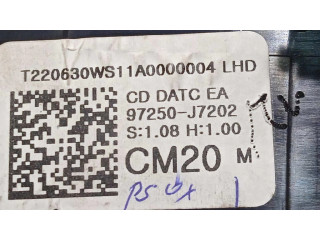 T220630WS11A0000004 LHD
CD DATC EA
97250-J7202
S:1.08 H:1.00
CM20 M